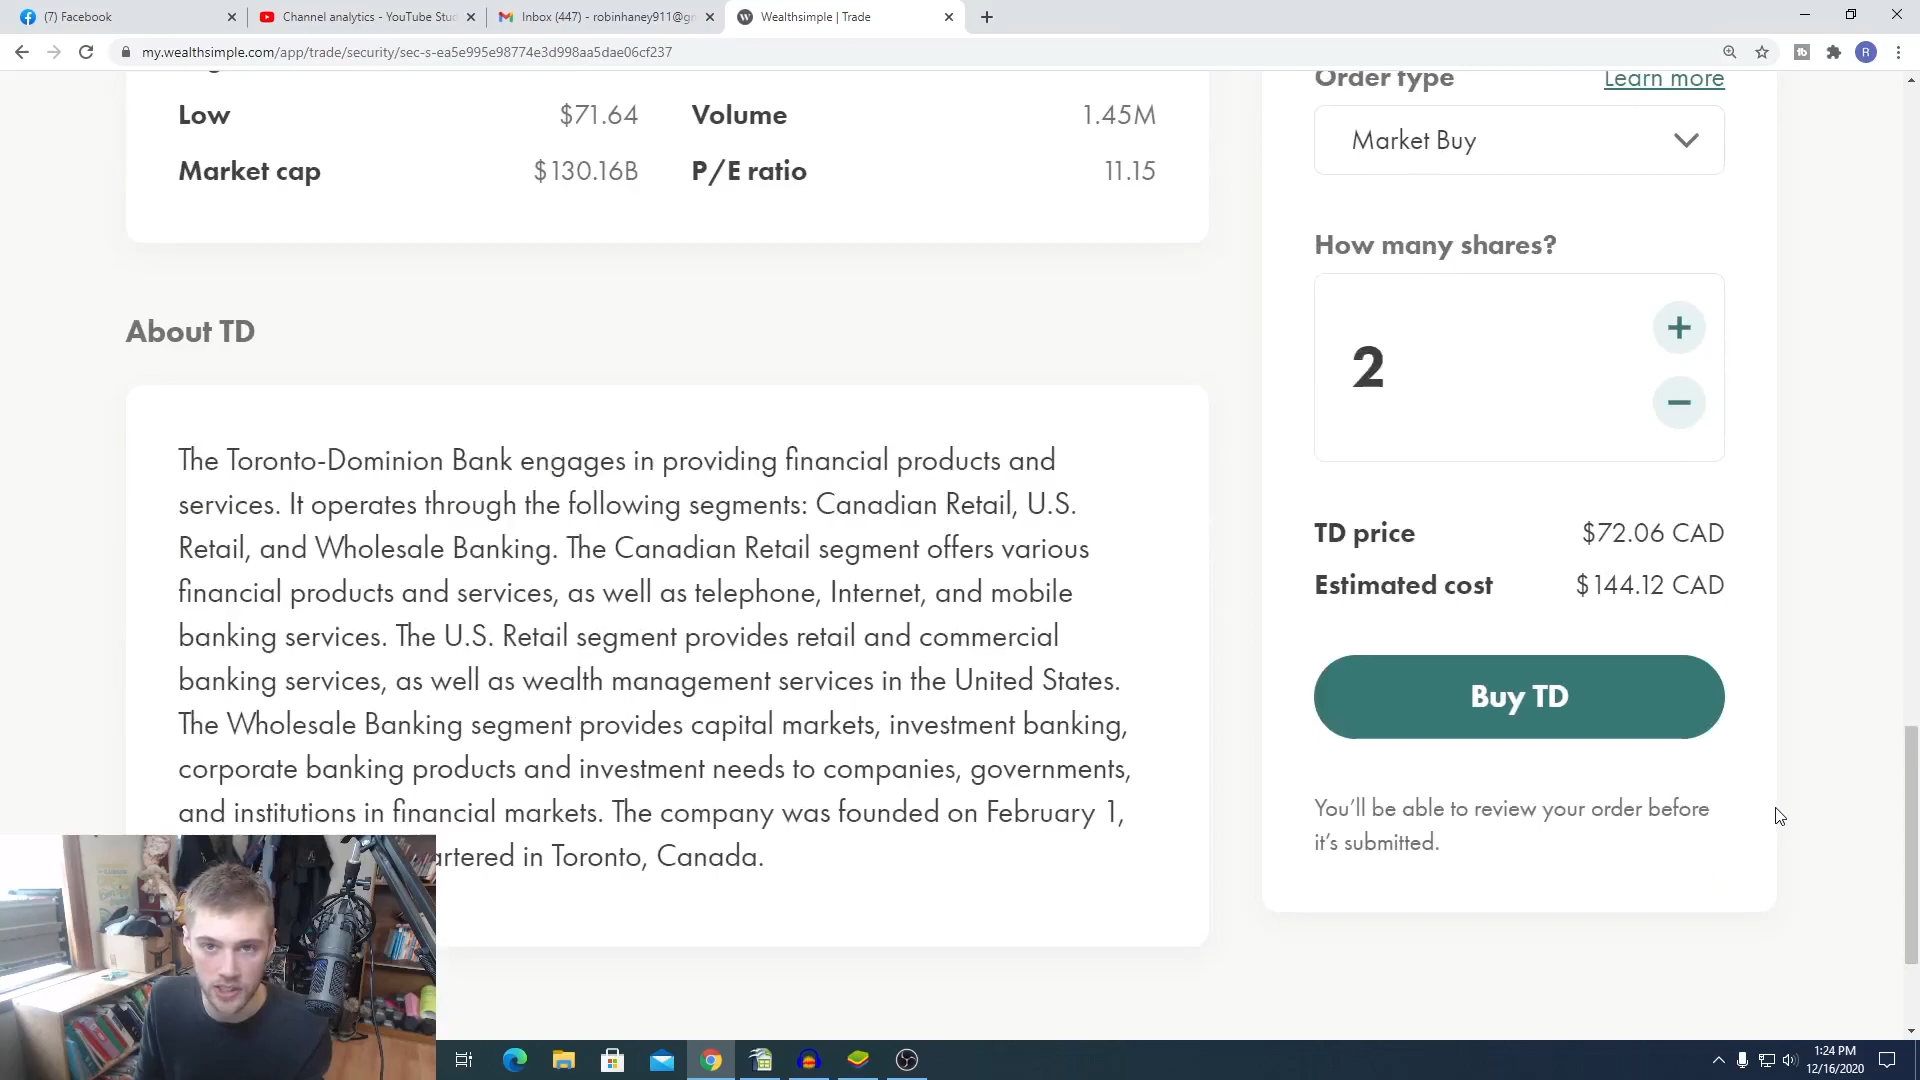 (7) Facebook
Channel analytics - YouTube Stu
Inbox (447) - robinhaney911@g
Wealthsimple | Trade
my.wealthsimple.com/app/trade/security/sec-s-ea5e995e98774e3d998aa5dae06cf237
R
Low $71.64 Volume 1.45M
Market cap $130.16B P/E ratio 11.15
About TD
The Toronto-Dominion Bank engages in providing financial products and
services. It operates through the following segments: Canadian Retail, U.S.
Retail, and Wholesale Banking. The Canadian Retail segment offers various
financial products and services, as well as telephone, Internet, and mobile
banking services. The U.S. Retail segment provides retail and commercial
banking services, as well as wealth management services in the United States.
The Wholesale Banking segment provides capital markets, investment banking,
corporate banking products and investment needs to companies, governments,
and institutions in financial markets. The company was founded on February 1,
artered in Toronto, Canada.
Order type Learn more
Market Buy
How many shares?
2
TD price $72.06 CAD
Estimated cost $144.12 CAD
Buy TD
You'll be able to review your order before
it's submitted.
1:24 PM
12/16/2020